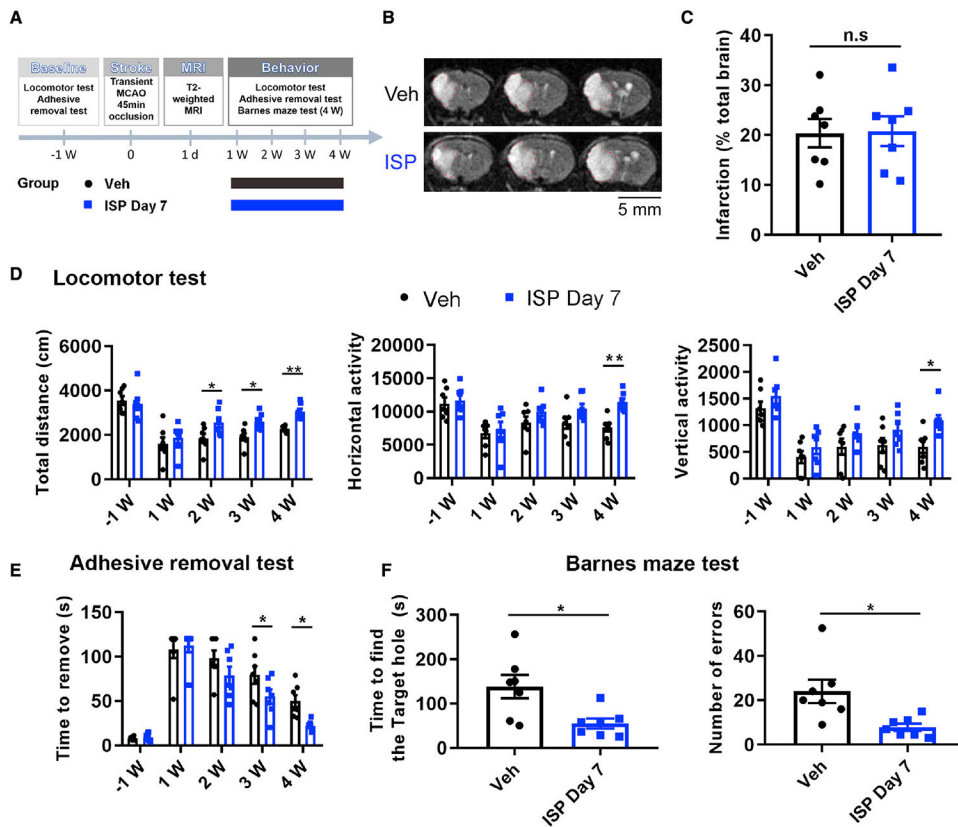 A
Baseline
Stroke
MRI
Behavior
Locomotor test
Adhesive
removal test
Transient
MCAO
45min
occlusion
T2-
weighted
MRI
Locomotor test
Adhesive removal test
Barnes maze test (4 W)
-1 W
0
1 d
1 W
2 W
3 W
4 W
Group
Veh
ISP Day 7
B
Veh
ISP
5 mm
C
n.s
Infarction (% total brain)
40
30
20
10
0
Veh
ISP Day 7
D
Locomotor test
Veh
ISP Day 7
Total distance (cm)
6000
4000
2000
0
*
*
**
-1 W
1 W
2 W
3 W
4 W
Horizontal activity
20000
15000
10000
5000
0
**
-1 W
1 W
2 W
3 W
4 W
Vertical activity
2500
2000
1500
1000
500
0
*
-1 W
1 W
2 W
3 W
4 W
E
Adhesive removal test
Time to remove (s)
150
100
50
0
*
*
-1 W
1 W
2 W
3 W
4 W
F
Barnes maze test
Time to find
the Target hole (s)
300
200
100
0
*
Veh
ISP Day 7
Number of errors
60
40
20
0
*
Veh
ISP Day 7